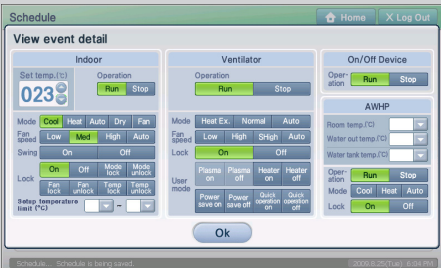 Schedule
Home
X Log Out
View event detail
Indoor
Set temp.(℃)
023
Operation
Run Stop
Mode Cool Heat Auto Dry Fan
Fan speed Low Med High Auto
Swing On Off
Lock On Off Mode lock Mode unlock
Fan lock Fan unlock Temp lock Temp unlock
Setup temperature limit (℃) -
Ventilator
Operation
Run Stop
Mode Heat Ex. Normal Auto
Fan speed Low High SHigh Auto
Lock On Off
User mode Plasma on Plasma off Heater on Heater off
Power save on Power save off Quick operation on Quick operation off
On/Off Device
Oper-ation Run Stop
AWHP
Room temp.(℃)
Water out temp.(℃)
Water tank temp.(℃)
Oper-ation Run Stop
Mode Cool Heat Auto
Lock On Off
Ok
Schedule... Schedule is being saved.
2009.8.25(Tue) 6:04 PM